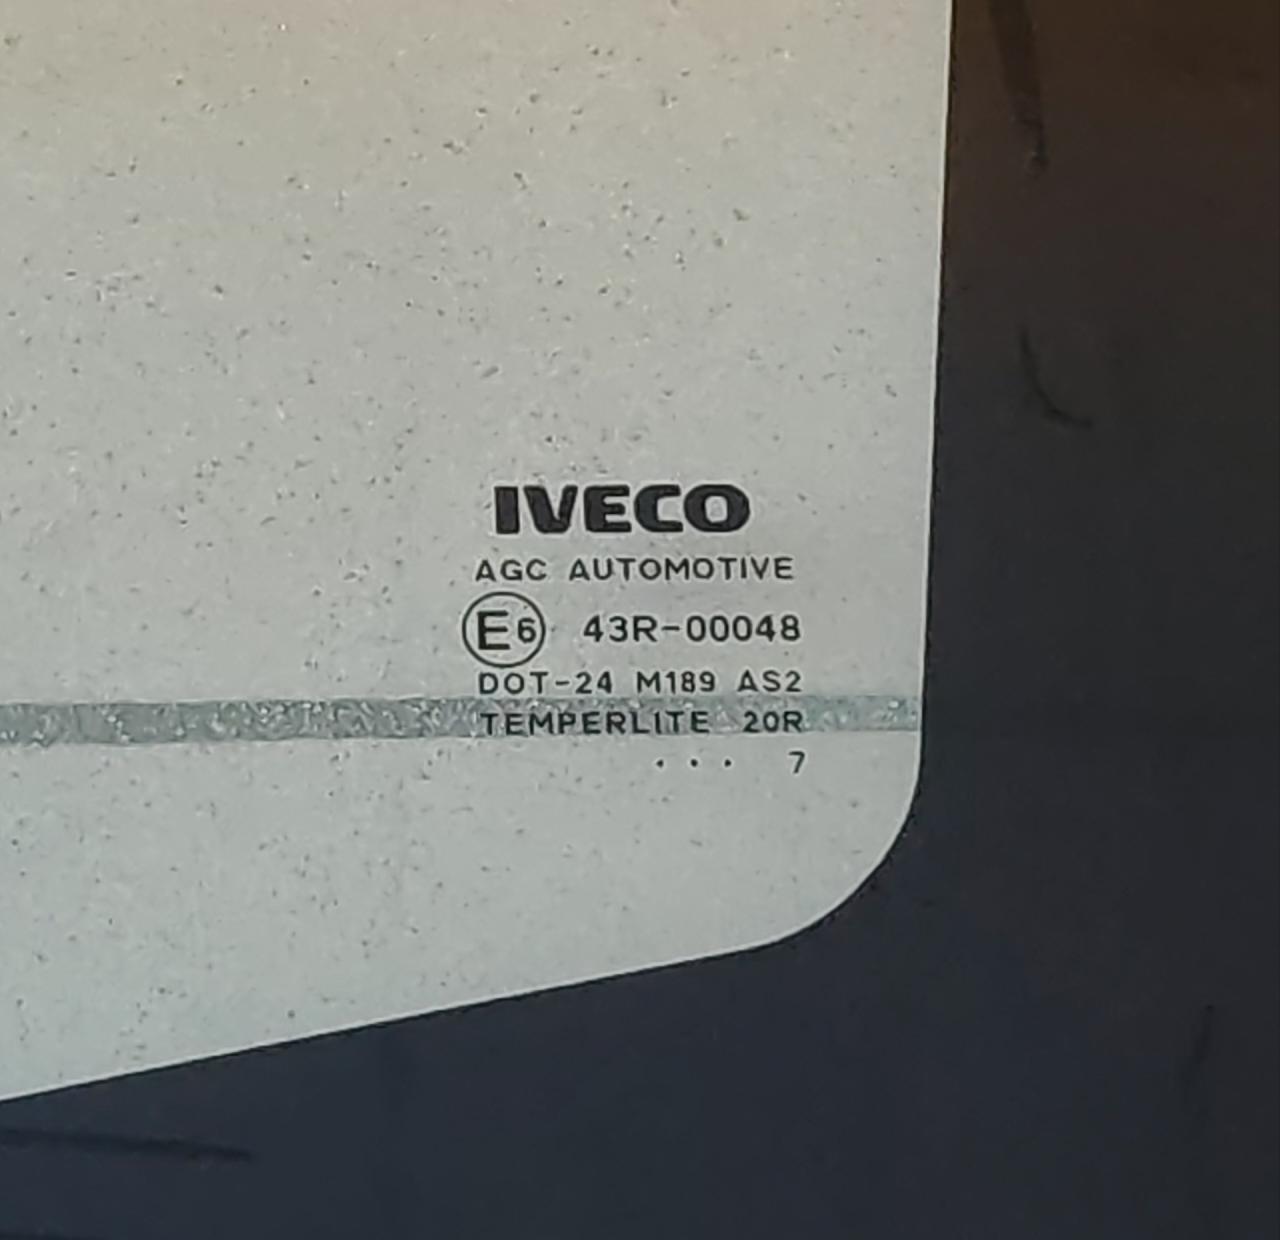 IVECO
AGC AUTOMOTIVE
E6 43R-00048
DOT-24 M189 AS2
TEMPERLITE 20R
... 7